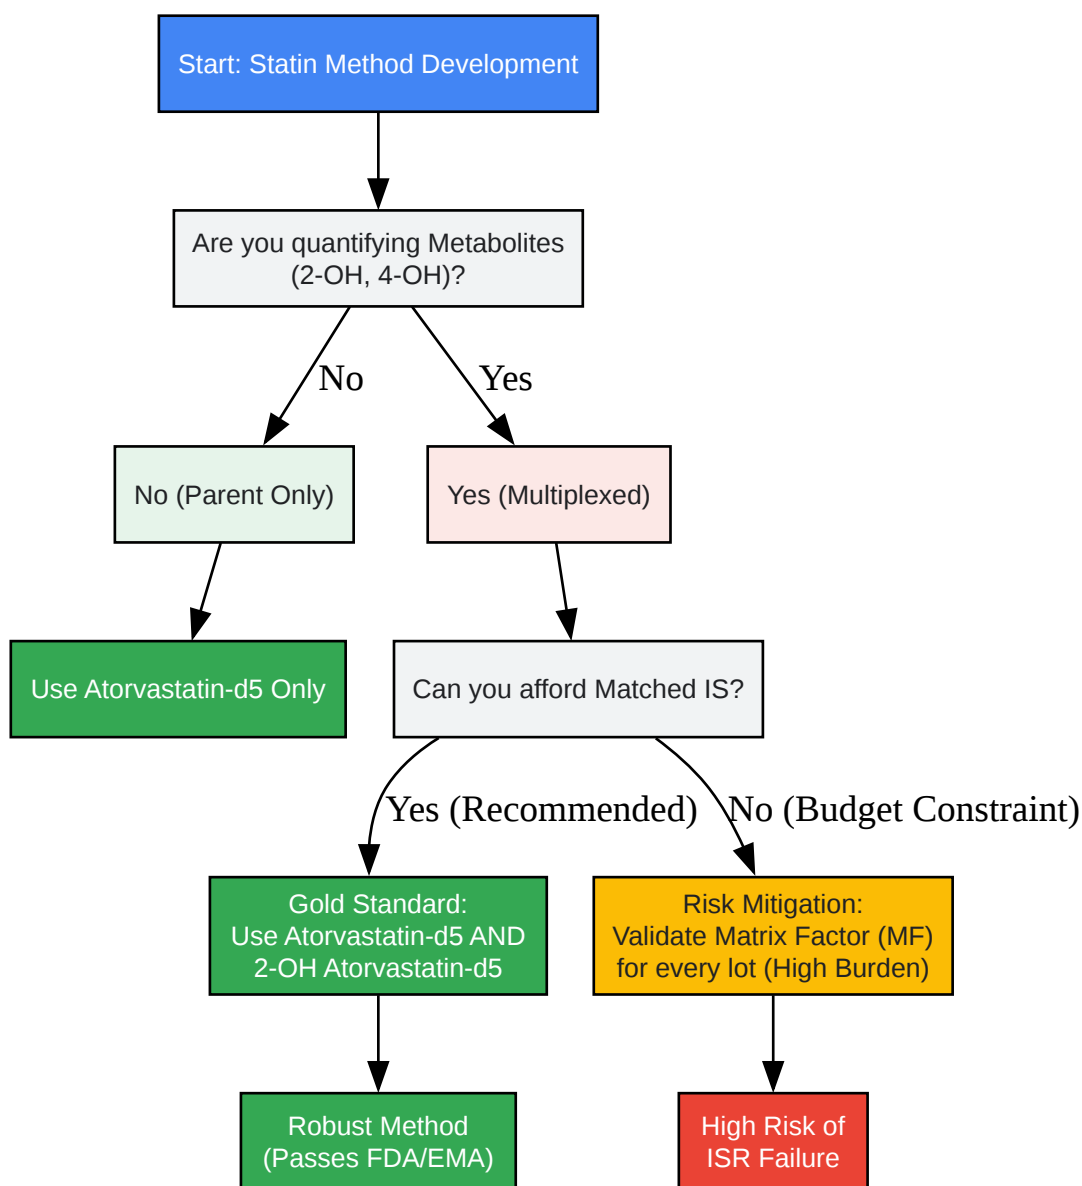 Start: Statin Method Development
Are you quantifying Metabolites
(2-OH, 4-OH)?
No
Yes
No (Parent Only)
Yes (Multiplexed)
Use Atorvastatin-d5 Only
Can you afford Matched IS?
Yes (Recommended)
No (Budget Constraint)
Gold Standard:
Use Atorvastatin-d5 AND
2-OH Atorvastatin-d5
Risk Mitigation:
Validate Matrix Factor (MF)
for every lot (High Burden)
Robust Method
(Passes FDA/EMA)
High Risk of
ISR Failure